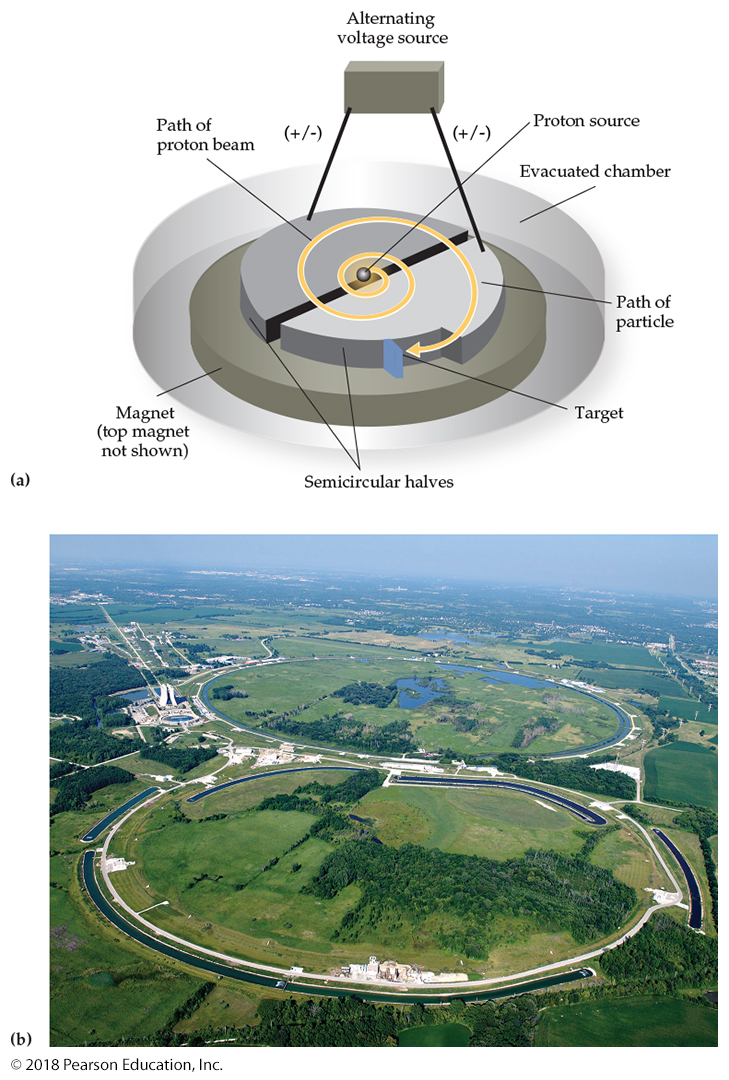 Alternating
voltage source
(+/-)
(+/-)
Path of
proton beam
Proton source
Evacuated chamber
Path of
particle
Magnet
(top magnet
not shown)
Target
Semicircular halves
(a)
(b)
© 2018 Pearson Education, Inc.